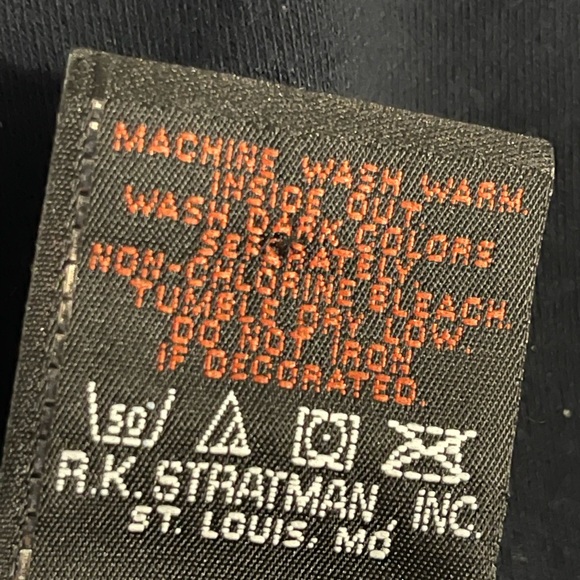 MACHINE WASH WARM.
INSIDE OUT
WASH DARK COLORS
SEPARATELY.
NON-CHLORINE BLEACH.
TUMBLE DRY LOW.
DO NOT IRON
IF DECORATED.
50°
R.K. STRATMAN, INC.
ST. LOUIS, MO